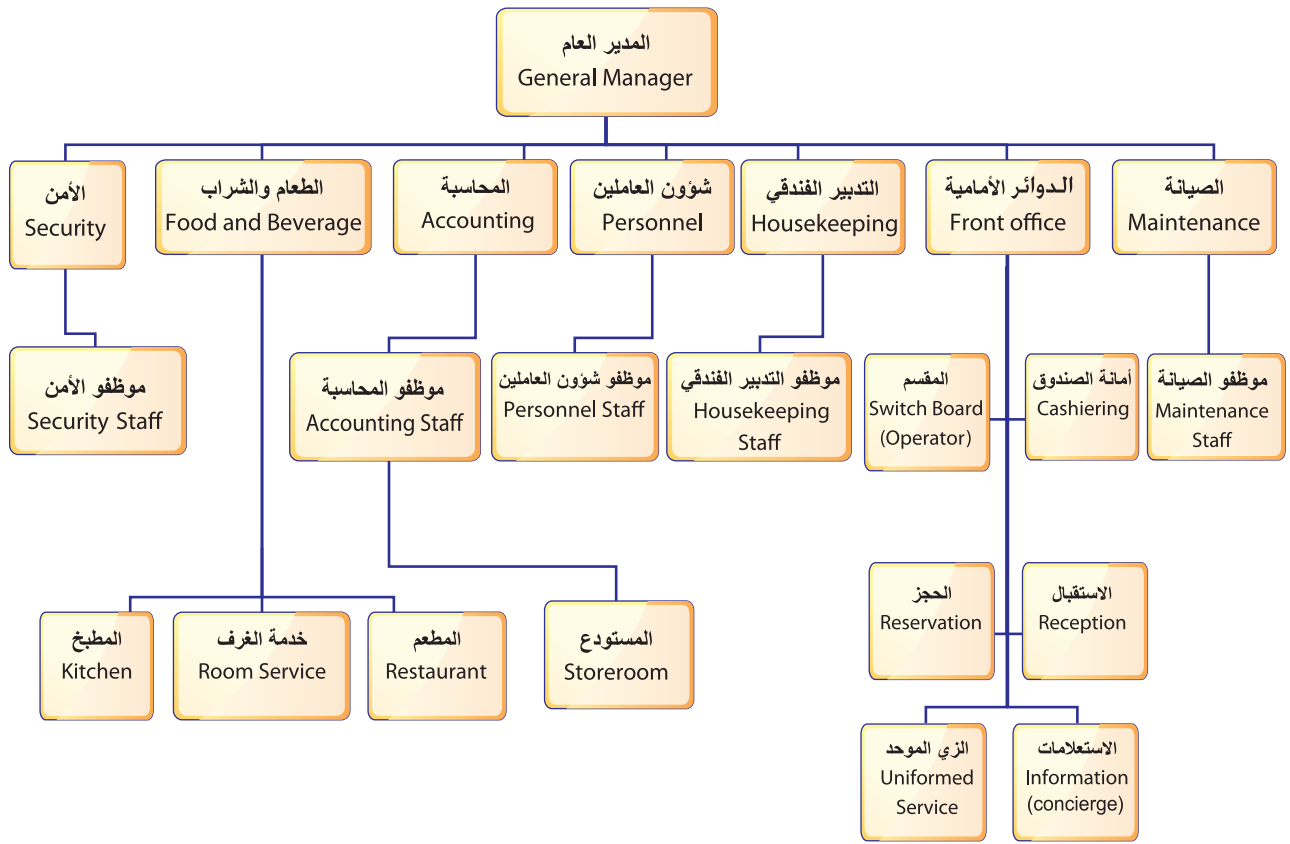 المدير العام
General Manager
الأمن
Security
الطعام والشراب
Food and Beverage
المحاسبة
Accounting
شؤون العاملين
Personnel
التدبير الفندقي
Housekeeping
الدوائر الأمامية
Front office
الصيانة
Maintenance
موظفو الأمن
Security Staff
موظفو المحاسبة
Accounting Staff
موظفو شؤون العاملين
Personnel Staff
موظفو التدبير الفندقي
Housekeeping
Staff
المقسم
Switch Board
(Operator)
أمانة الصندوق
Cashiering
موظفو الصيانة
Maintenance
Staff
المطبخ
Kitchen
خدمة الغرف
Room Service
المطعم
Restaurant
المستودع
Storeroom
الحجز
Reservation
الاستقبال
Reception
الزي الموحد
Uniformed
Service
الاستعلامات
Information
(concierge)